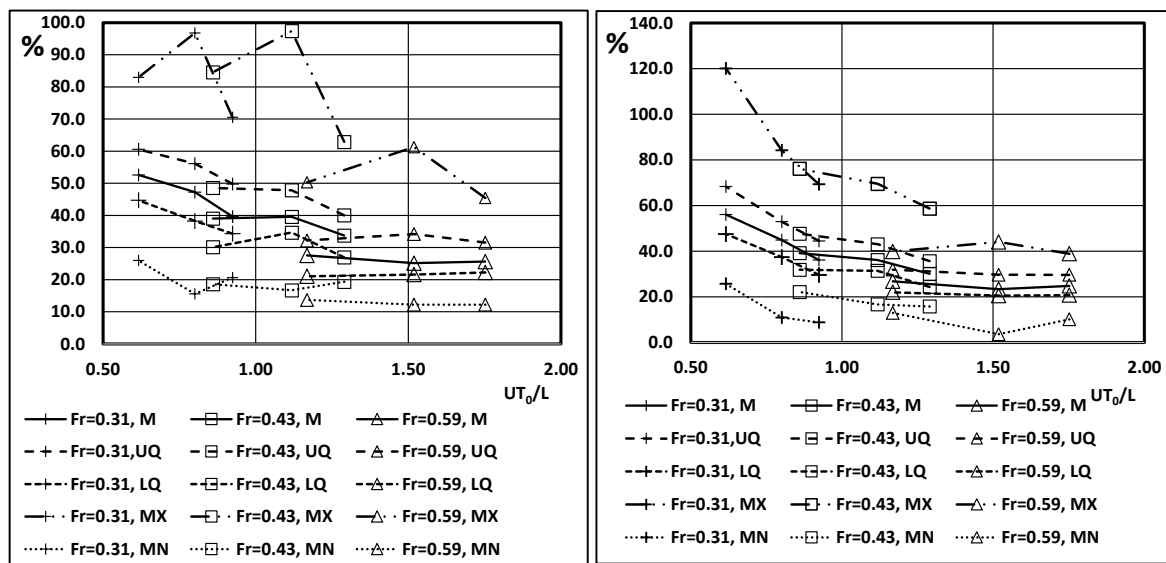 100.0
90.0
80.0
70.0
60.0
50.0
40.0
30.0
20.0
10.0
0.0
%
0.50 1.00 1.50 2.00
UT₀/L
Fr=0.31, M Fr=0.43, M Fr=0.59, M
Fr=0.31,UQ Fr=0.43, UQ Fr=0.59, UQ
Fr=0.31, LQ Fr=0.43, LQ Fr=0.59, LQ
Fr=0.31, MX Fr=0.43, MX Fr=0.59, MX
Fr=0.31, MN Fr=0.43, MN Fr=0.59, MN
140.0
120.0
100.0
80.0
60.0
40.0
20.0
0.0
%
0.50 1.00 1.50 2.00
UT₀/L
Fr=0.31, M Fr=0.43, M Fr=0.59, M
Fr=0.31,UQ Fr=0.43, UQ Fr=0.59, UQ
Fr=0.31, LQ Fr=0.43, LQ Fr=0.59, LQ
Fr=0.31, MX Fr=0.43, MX Fr=0.59, MX
Fr=0.31, MN Fr=0.43, MN Fr=0.59, MN